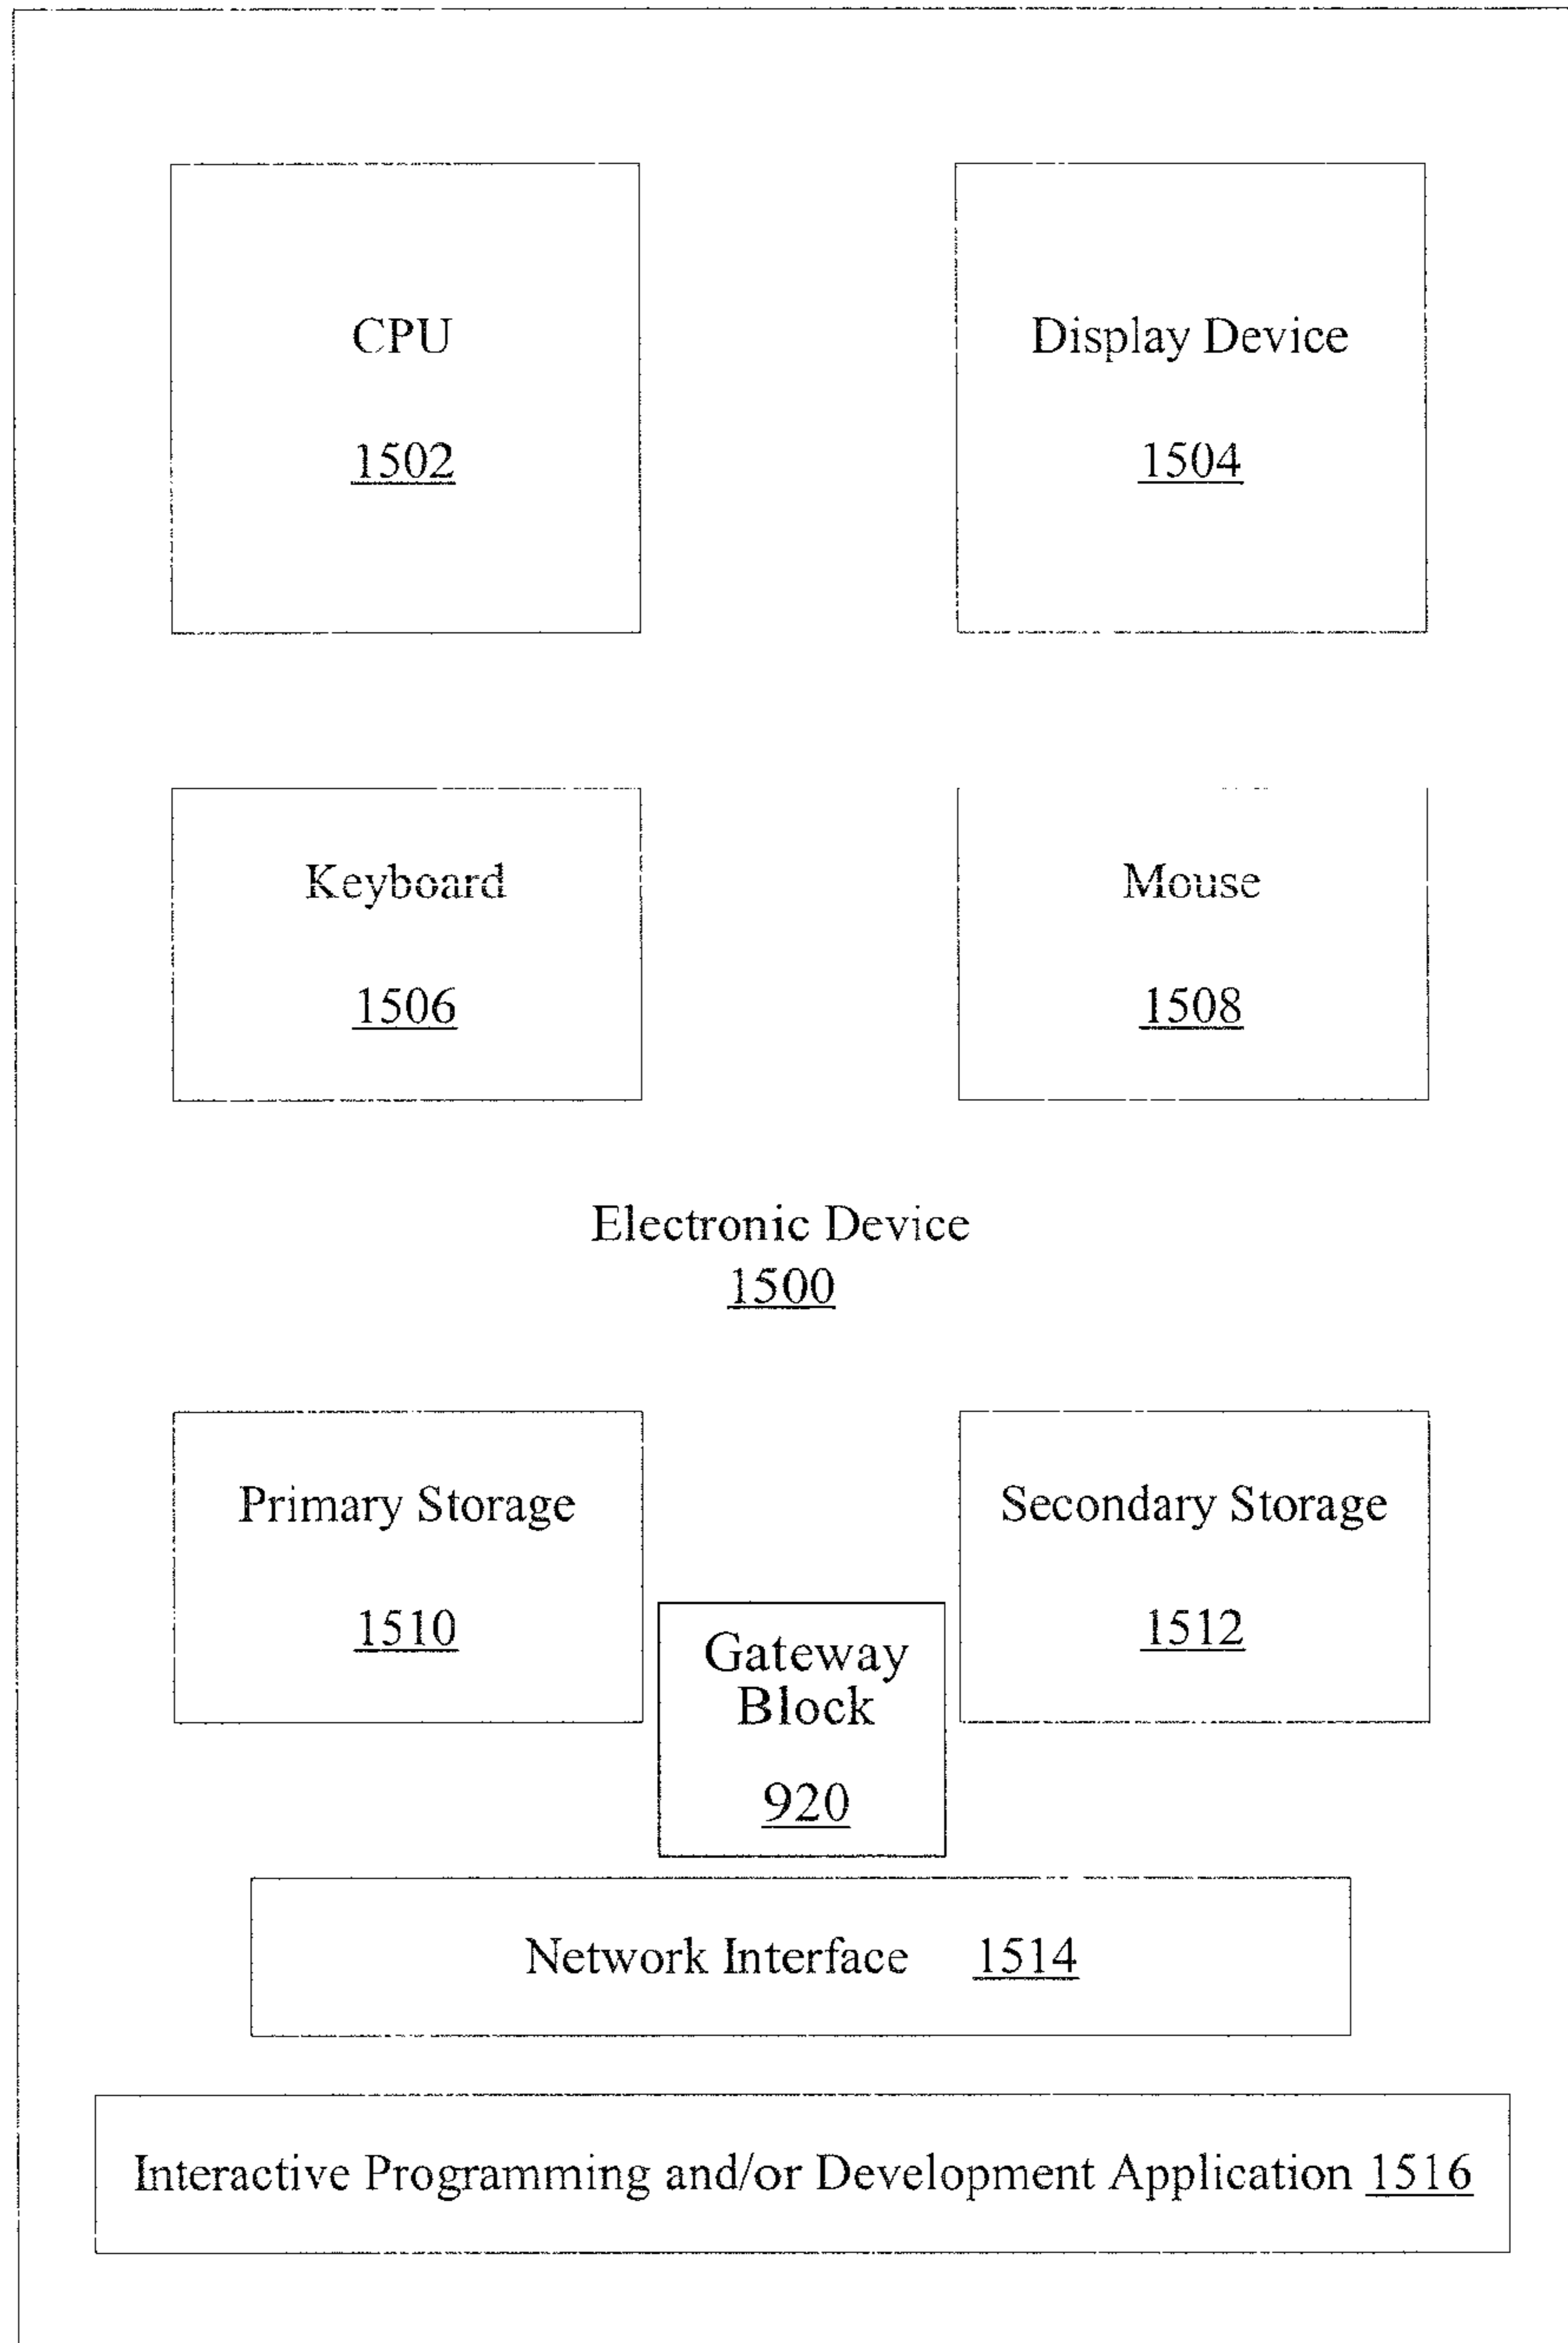 CPU
1502
Display Device
1504
Keyboard
1506
Mouse
1508
Electronic Device
1500
Primary Storage
1510
Secondary Storage
1512
Gateway
Block
920
Network Interface 1514
Interactive Programming and/or Development Application 1516